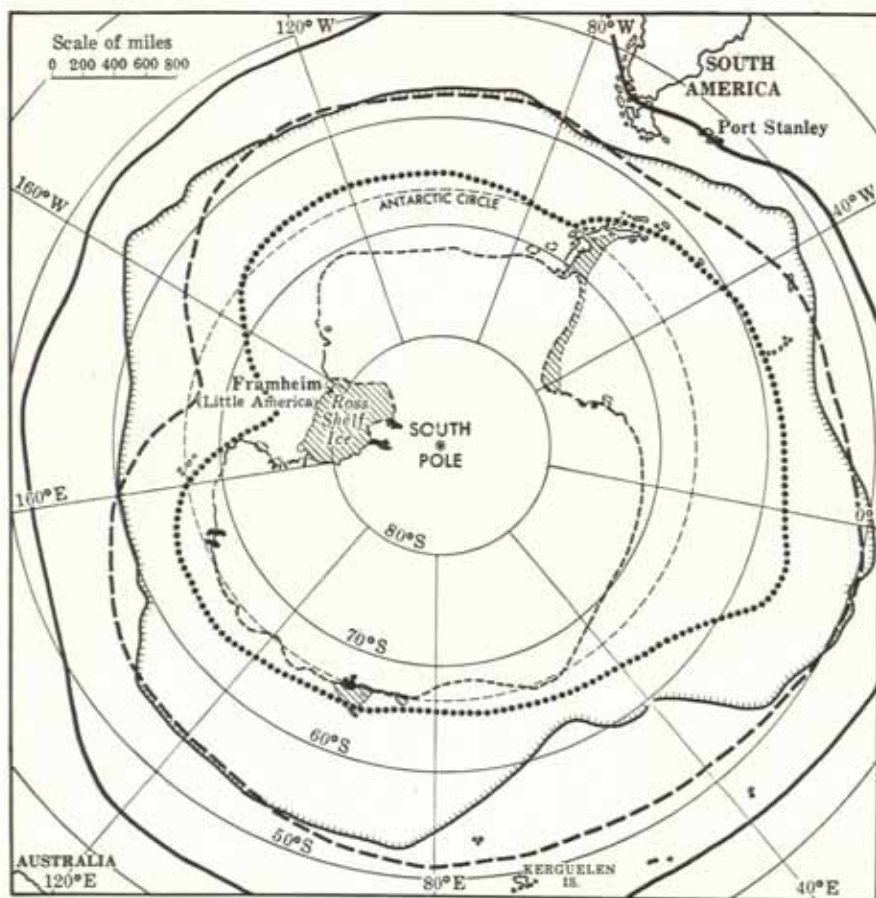 120°W
80°W
Scale of miles
0 200 400 600 800
SOUTH
AMERICA
Port Stanley
160°W
40°W
ANTARCTIC CIRCLE
Framheim
(Little America)
Ross
Shelf
Ice
SOUTH
POLE
160°E
0°
80°S
70°S
60°S
50°S
AUSTRALIA
120°E
80°E
KERGUELEN
IS.
40°E